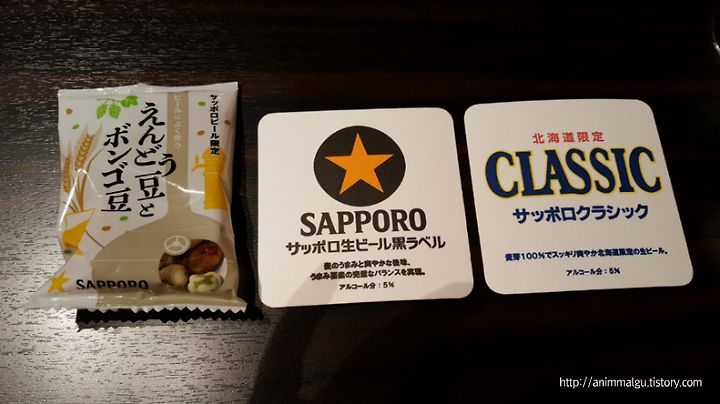 サッポロビール限定
ビールによく合う
えんどう豆と
ボンゴ豆
SAPPORO
SAPPORO
サッポロ生ビール黒ラベル
麦のうまみと爽やかな後味、
うまみ要素の完璧なバランスを実現。
アルコール分:5%
北海道限定
CLASSIC
サッポロクラシック
麦芽100%でスッキリ爽やか北海道限定の生ビール。
アルコール分:5%
http://animmalgu.tistory.com